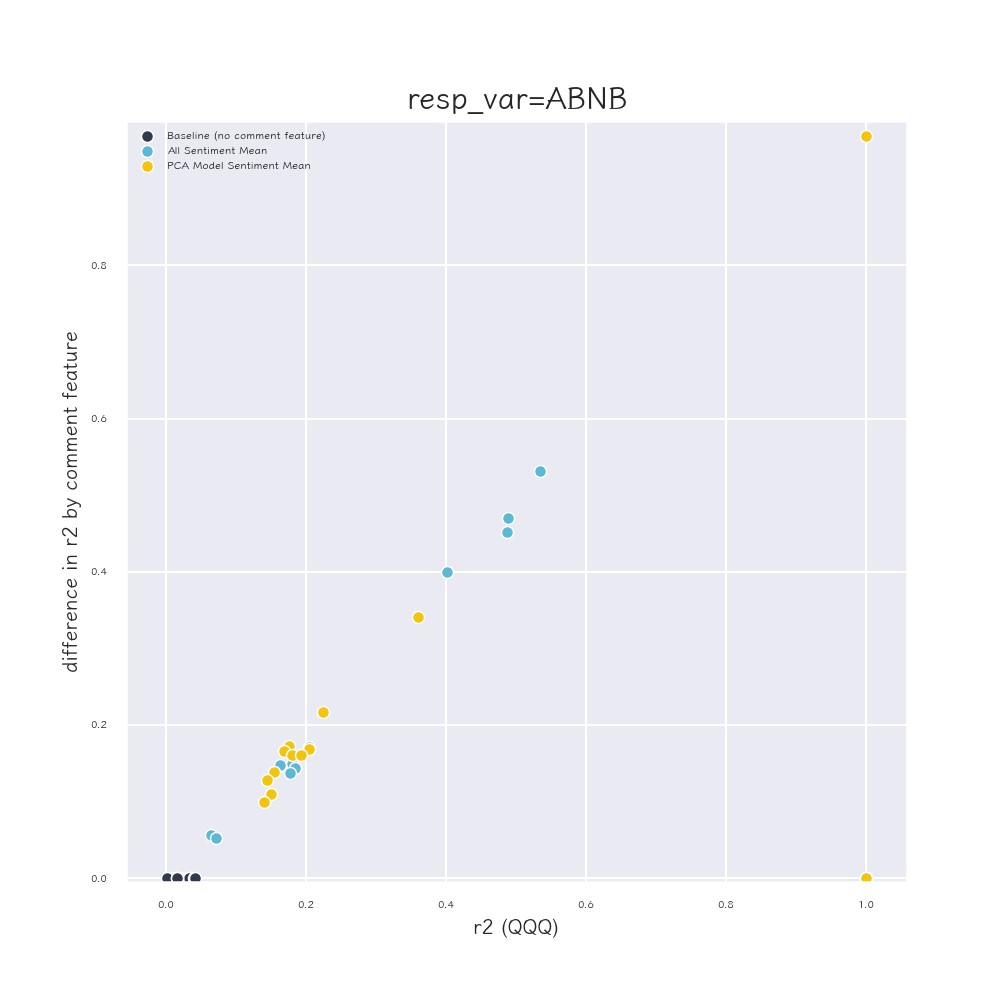 resp_var=ABNB
Baseline (no comment feature)
All Sentiment Mean
PCA Model Sentiment Mean
difference in r2 by comment feature
0.8
0.6
0.4
0.2
0.0
0.0 0.2 0.4 0.6 0.8 1.0
r2 (QQQ)